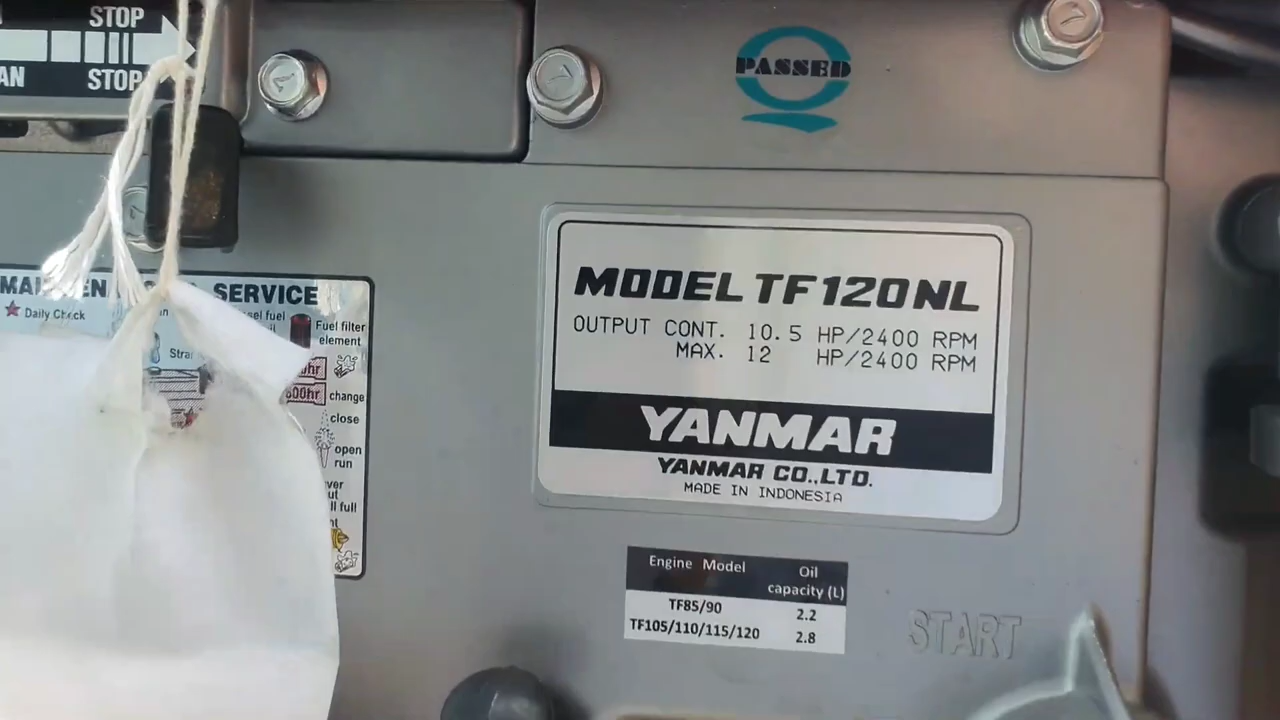 STOP
STOP
PASSED
MODEL TF120NL
OUTPUT CONT. 10.5 HP/2400 RPM
MAX. 12 HP/2400 RPM
YANMAR
YANMAR CO.,LTD.
MADE IN INDONESIA
SERVICE
Daily Check
Fuel filter
element
change
close
open
run
Engine Model Oil
capacity (L)
TF85/90 2.2
TF105/110/115/120 2.8
START